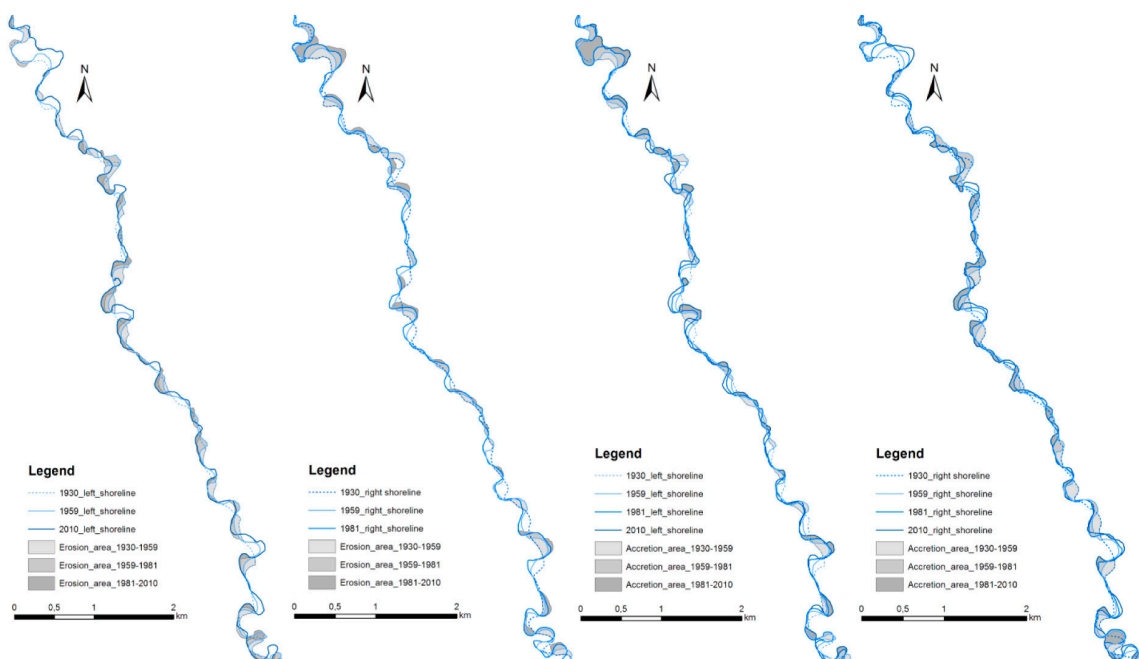 N
Legend
1930_left_shoreline
1959_left_shoreline
2010_left_shoreline
Erosion_area_1930-1959
Erosion_area_1959-1981
Erosion_area_1981-2010
0 0,5 1 2
km
N
Legend
1930_right shoreline
1959_right_shoreline
1981_right_shoreline
Erosion_area_1930-1959
Erosion_area_1959-1981
Erosion_area_1981-2010
0 0,5 1 2
km
N
Legend
1930_left_shoreline
1959_left_shoreline
1981_left_shoreline
2010_left_shoreline
Accretion_area_1930-1959
Accretion_area_1959-1981
Accretion_area_1981-2010
0 0,5 1 2
km
N
Legend
1930_right shoreline
1959_right_shoreline
1981_right_shoreline
2010_right_shoreline
Accretion_area_1930-1959
Accretion_area_1959-1981
Accretion_area_1981-2010
0 0,5 1 2
km